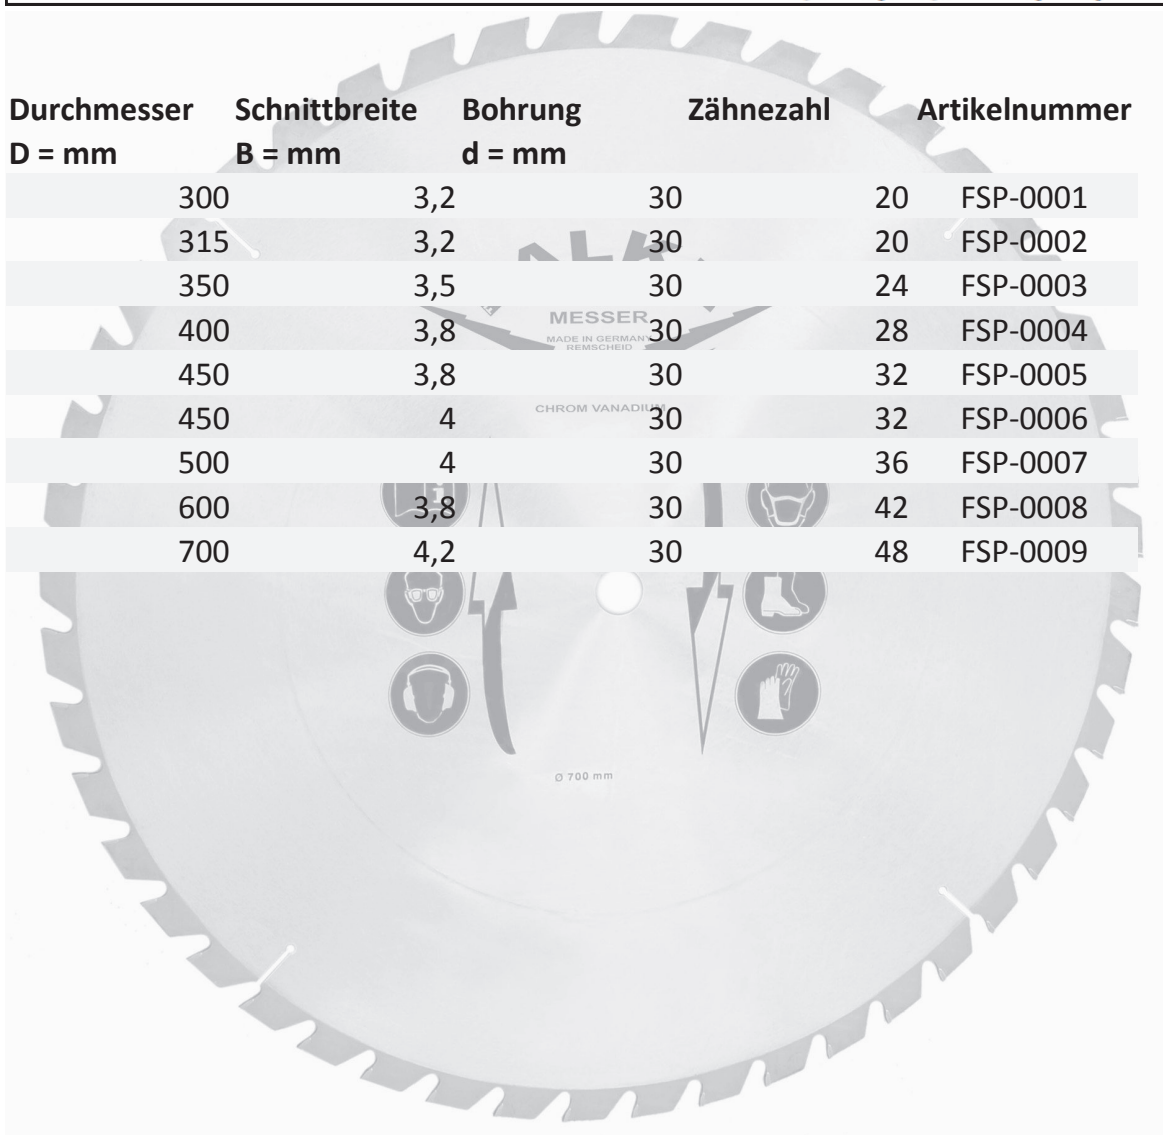 Durchmesser Schnittbreite Bohrung Zähnezahl Artikelnummer
D = mm B = mm d = mm
300 3,2 30 20 FSP-0001
315 3,2 30 20 FSP-0002
350 3,5 30 24 FSP-0003
MESSER
400 3,8 30 28 FSP-0004
MADE IN GERMANY
REMSCHEID
450 3,8 30 32 FSP-0005
CHROM VANADIUM
450 4 30 32 FSP-0006
500 4 30 36 FSP-0007
600 3,8 30 42 FSP-0008
700 4,2 30 48 FSP-0009
Ø 700 mm